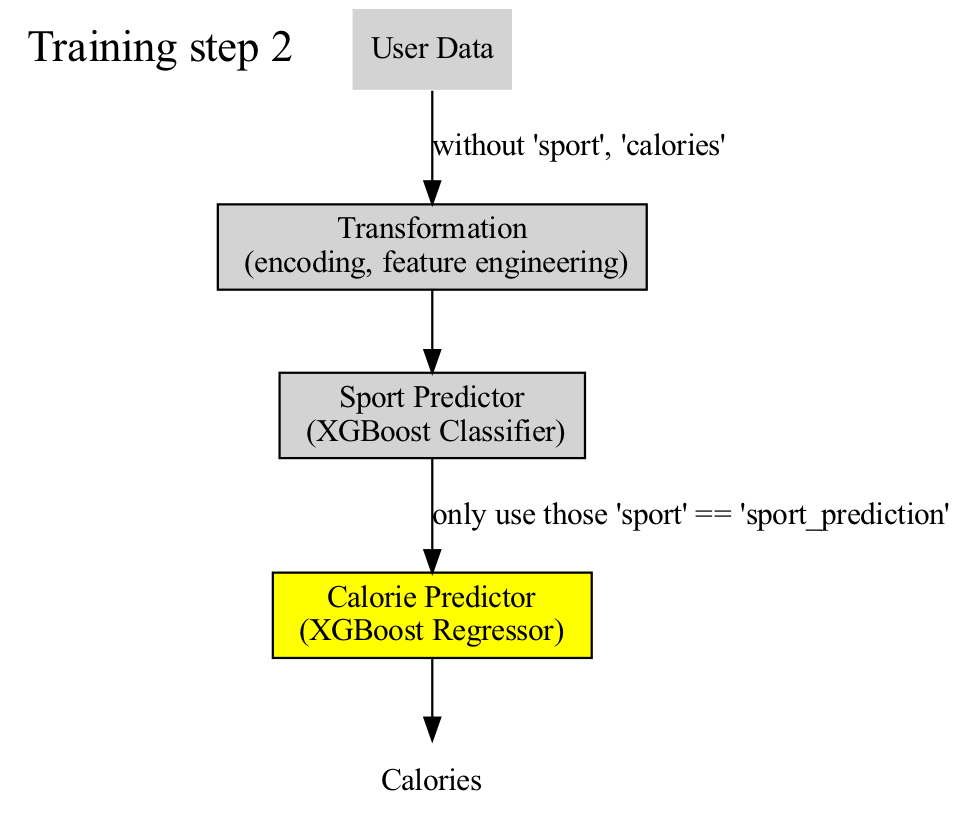 Training step 2
User Data
without 'sport', 'calories'
Transformation
(encoding, feature engineering)
Sport Predictor
(XGBoost Classifier)
only use those 'sport' == 'sport_prediction'
Calorie Predictor
(XGBoost Regressor)
Calories